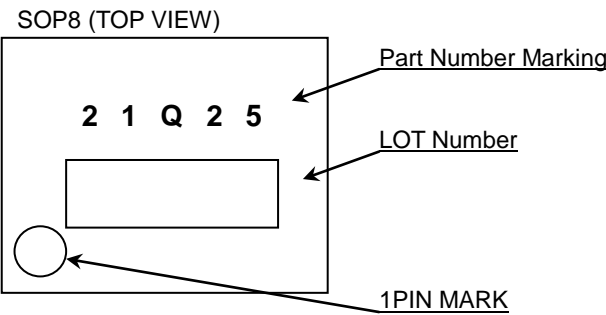 SOP8 (TOP VIEW)
Part Number Marking
2 1 Q 2 5
LOT Number
1PIN MARK